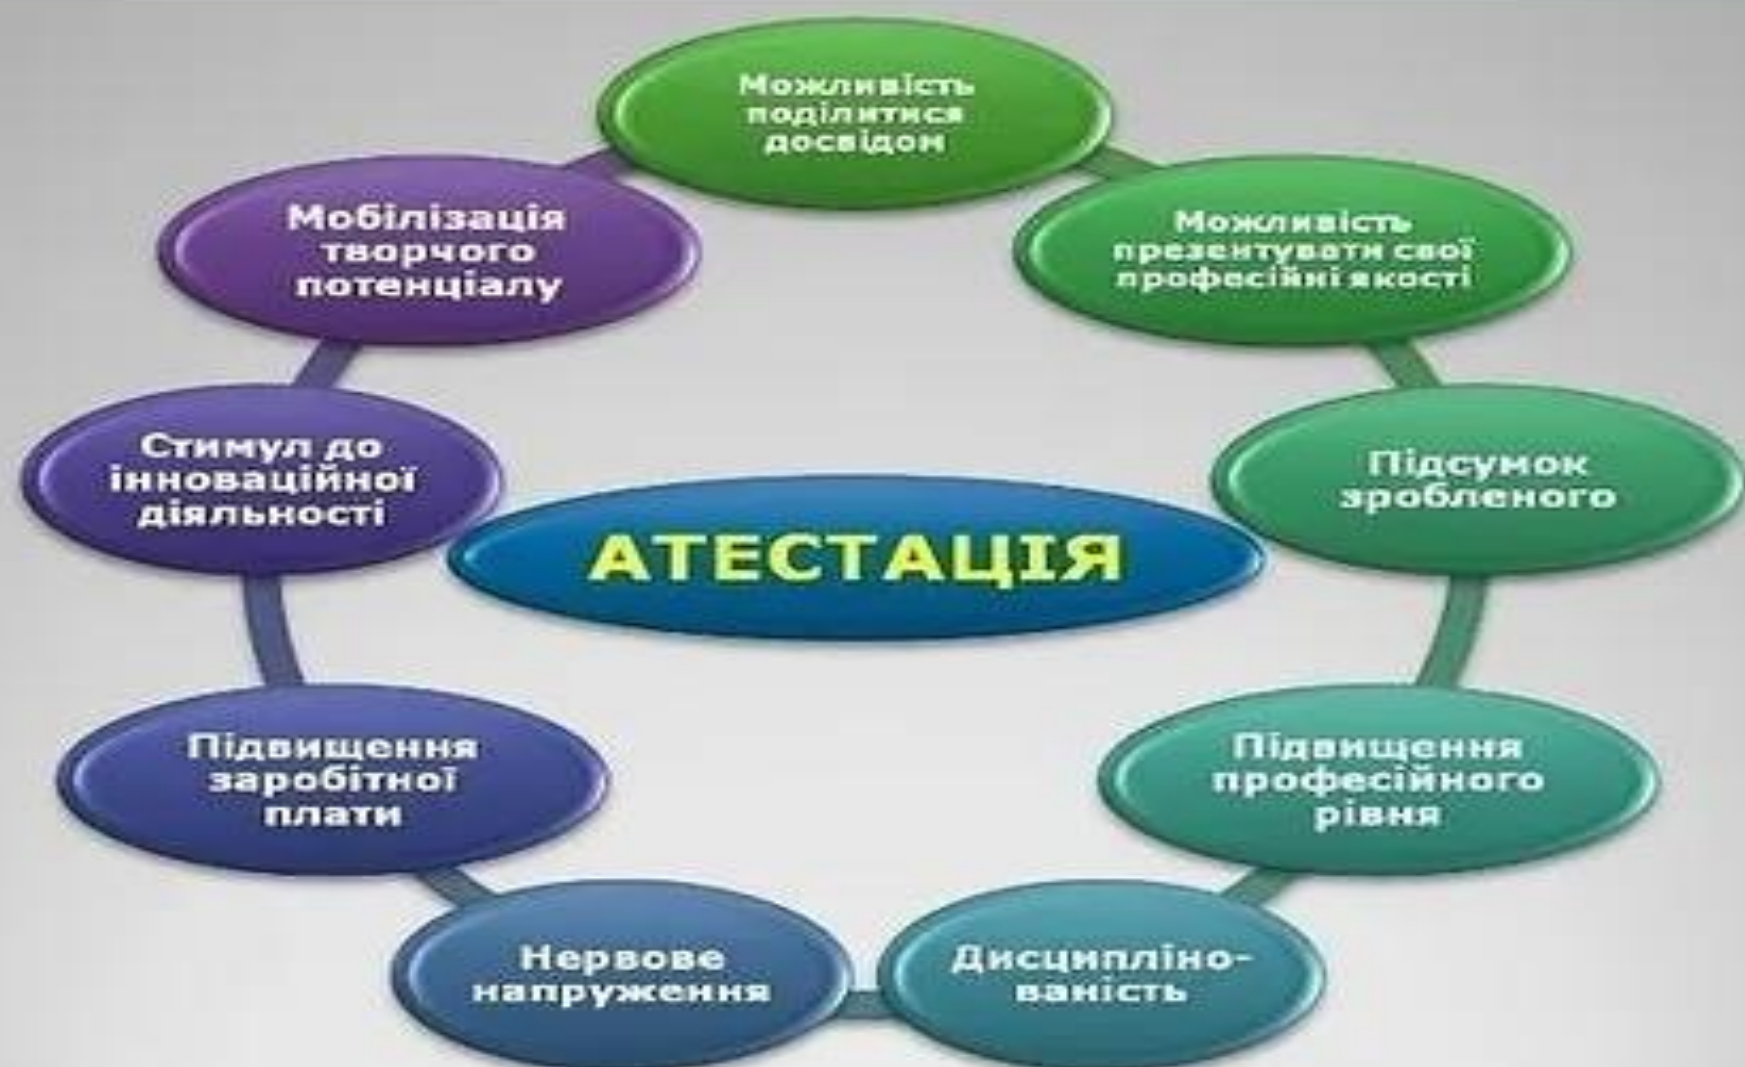 Можливість
поділитися
досвідом
Можливість
презентувати свої
професійні якості
Підсумок
зробленого
Підвищення
професійного
рівня
Дисципліно-
ваність
Нервове
напруження
Підвищення
заробітної
плати
Стимул до
інноваційної
діяльності
Мобілізація
творчого
потенціалу
АТЕСТАЦІЯ